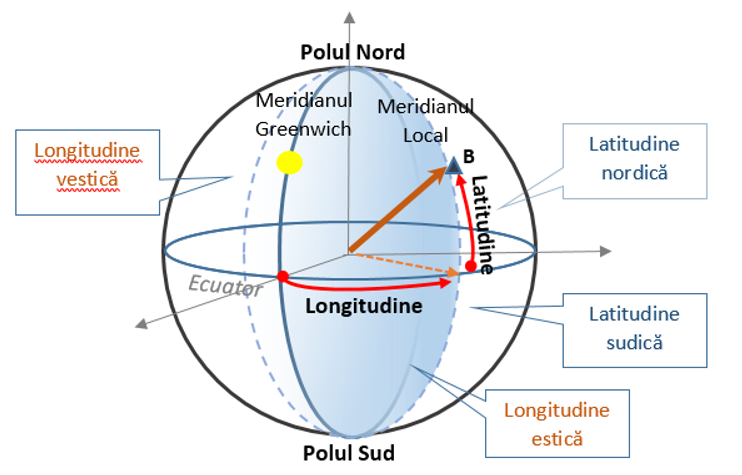 Polul Nord
Meridianul
Greenwich
Meridianul
Local
Longitudine
vestică
B
Latitudine
nordică
Latitudine
Ecuator
Longitudine
Latitudine
sudică
Longitudine
estică
Polul Sud